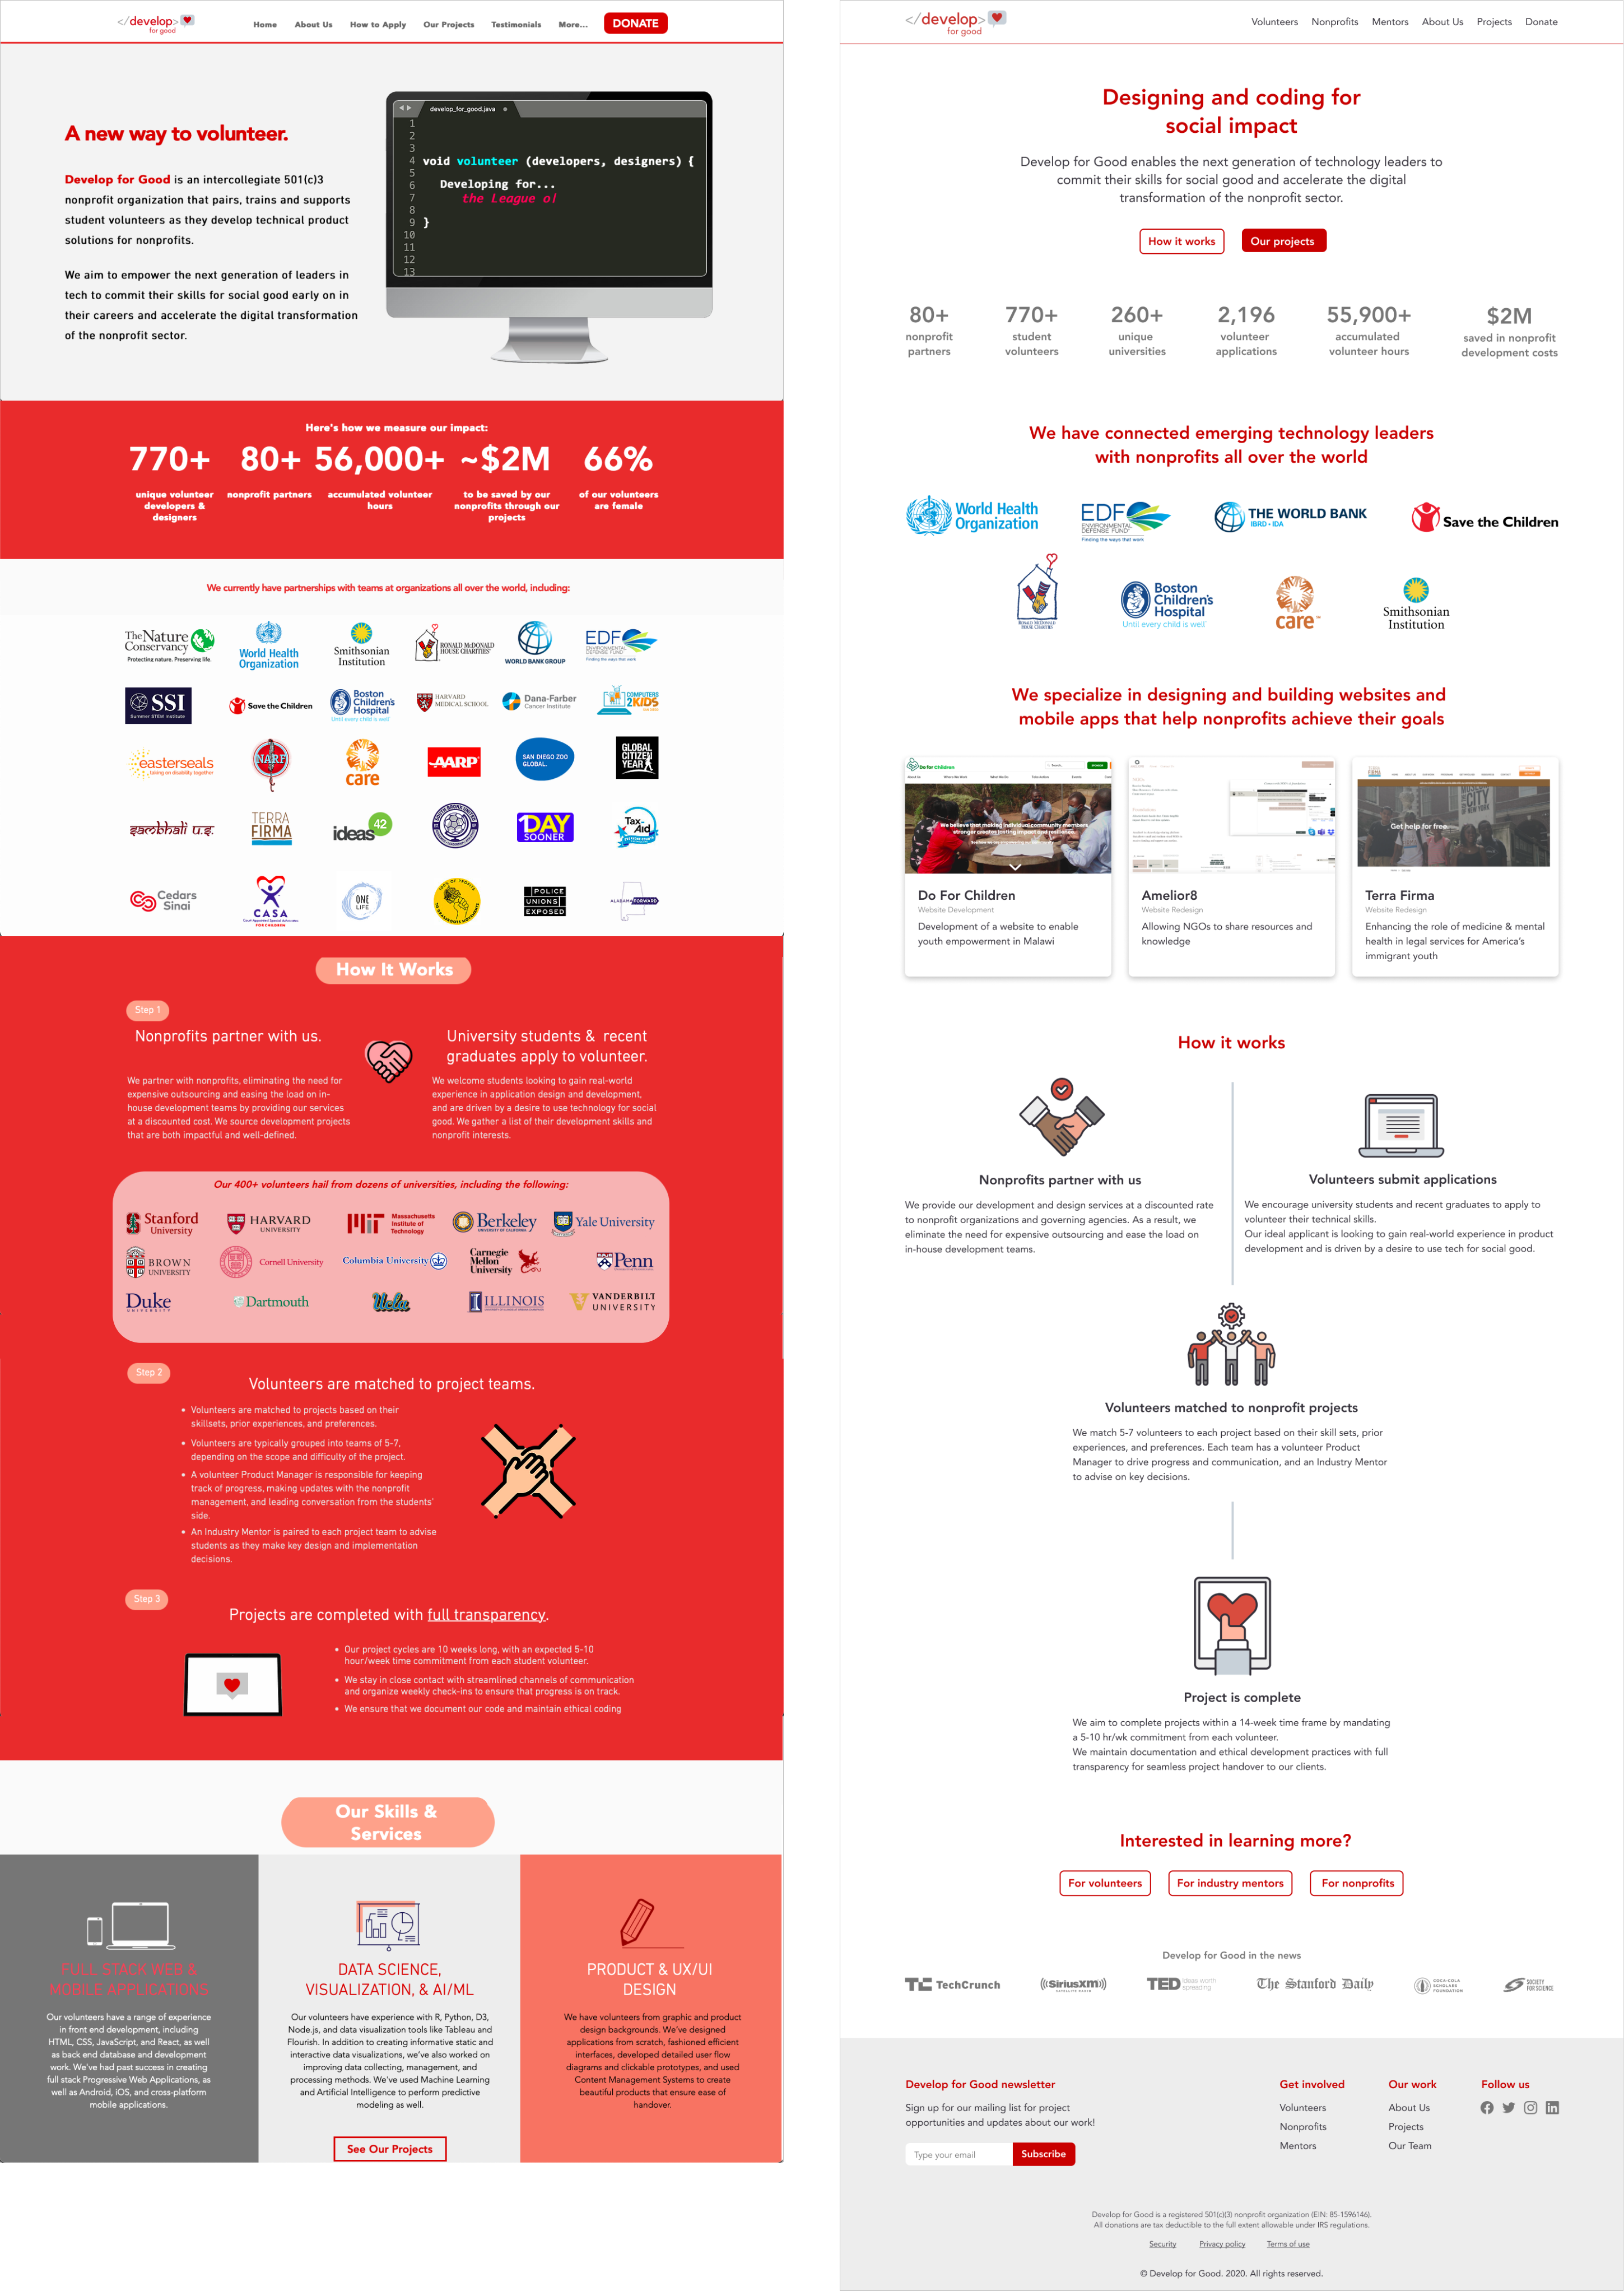 </develop>
for good
Home About Us How to Apply Our Projects Testimonials More... DONATE
A new way to volunteer.
Develop for Good is an intercollegiate 501(c)3
nonprofit organization that pairs, trains and supports
student volunteers as they develop technical product
solutions for nonprofits.
We aim to empower the next generation of leaders in
tech to commit their skills for social good early on in
their careers and accelerate the digital transformation
of the nonprofit sector.
develop_for_good.java
1
2
3
4 void volunteer (developers, designers) {
5
6 Developing for...
7 the League of
8
9 }
10
11
12
13
Here's how we measure our impact:
770+ 80+ 56,000+ ~$2M 66%
unique volunteer developers & designers
nonprofit partners
accumulated volunteer hours
to be saved by our nonprofits through our projects
of our volunteers are female
We currently have partnerships with teams at organizations all over the world, including:
The Nature Conservancy
Protecting nature. Preserving life.
World Health Organization
Smithsonian Institution
RONALD McDONALD HOUSE CHARITIES
WORLD BANK GROUP
EDF
ENVIRONMENTAL DEFENSE FUND
Finding the ways that work
SSI
Summer STEM Institute
Save the Children
Boston Children's Hospital
Until every child is well
HARVARD MEDICAL SCHOOL
Dana-Farber Cancer Institute
COMPUTERS 2KIDS
easterseals
taking on disability together
NARF
care
AARP
SAN DIEGO ZOO GLOBAL
GLOBAL CITIZEN YEAR
sambhali u.s.
TERRA FIRMA
ideas 42
1DAY SOONER
Tax-Aid
Cedars Sinai
CASA
Court Appointed Special Advocates
FOR CHILDREN
ONE LIFE
POLICE UNIONS EXPOSED
ALABAMA FORWARD
How It Works
Step 1
Nonprofits partner with us.
We partner with nonprofits, eliminating the need for
expensive outsourcing and easing the load on in-
house development teams by providing our services
at a discounted cost. We source development projects
that are both impactful and well-defined.
University students & recent
graduates apply to volunteer.
We welcome students looking to gain real-world
experience in application design and development,
and are driven by a desire to use technology for social
good. We gather a list of their development skills and
nonprofit interests.
Our 400+ volunteers hail from dozens of universities, including the following:
Stanford University
HARVARD UNIVERSITY
MIT Massachusetts Institute of Technology
Berkeley
UNIVERSITY OF CALIFORNIA
Yale University
BROWN UNIVERSITY
Cornell University
Columbia University
Carnegie Mellon University
Penn
Duke UNIVERSITY
Dartmouth
Ucla
ILLINOIS
VANDERBILT UNIVERSITY
Step 2
Volunteers are matched to project teams.
• Volunteers are matched to projects based on their
skillsets, prior experiences, and preferences.
• Volunteers are typically grouped into teams of 5-7,
depending on the scope and difficulty of the project.
• A volunteer Product Manager is responsible for keeping
track of progress, making updates with the nonprofit
management, and leading conversation from the students'
side.
• An Industry Mentor is paired to each project team to advise
students as they make key design and implementation
decisions.
Step 3
Projects are completed with full transparency.
• Our project cycles are 10 weeks long, with an expected 5-10
hour/week time commitment from each student volunteer.
• We stay in close contact with streamlined channels of communication
and organize weekly check-ins to ensure that progress is on track.
• We ensure that we document our code and maintain ethical coding
Our Skills &
Services
FULL STACK WEB &
MOBILE APPLICATIONS
Our volunteers have a range of experience
in front end development, including
HTML, CSS, JavaScript, and React, as well
as back end database and development
work. We've had past success in creating
full stack Progressive Web Applications, as
well as Android, iOS, and cross-platform
mobile applications.
DATA SCIENCE,
VISUALIZATION, & AI/ML
Our volunteers have experience with R, Python, D3,
Node.js, and data visualization tools like Tableau and
Flourish. In addition to creating informative static and
interactive data visualizations, we've also worked on
improving data collecting, management, and
processing methods. We've used Machine Learning
and Artificial Intelligence to perform predictive
modeling as well.
See Our Projects
PRODUCT & UX/UI
DESIGN
We have volunteers from graphic and product
design backgrounds. We've designed
applications from scratch, fashioned efficient
interfaces, developed detailed user flow
diagrams and clickable prototypes, and used
Content Management Systems to create
beautiful products that ensure ease of
handover.
</develop>
for good
Volunteers Nonprofits Mentors About Us Projects Donate
Designing and coding for
social impact
Develop for Good enables the next generation of technology leaders to
commit their skills for social good and accelerate the digital
transformation of the nonprofit sector.
How it works Our projects
80+ 770+ 260+ 2,196 55,900+ $2M
nonprofit partners
student volunteers
unique universities
volunteer applications
accumulated volunteer hours
saved in nonprofit development costs
We have connected emerging technology leaders
with nonprofits all over the world
World Health Organization
EDF
ENVIRONMENTAL DEFENSE FUND
Finding the ways that work
THE WORLD BANK
IBRD • IDA
Save the Children
RONALD McDONALD HOUSE CHARITIES
Boston Children's Hospital
Until every child is well
care
Smithsonian Institution
We specialize in designing and building websites and
mobile apps that help nonprofits achieve their goals
Do for Children
We believe that making individual community members
stronger creates lasting impact and resilience.
Get help for free.
Do For Children
Website Development
Development of a website to enable
youth empowerment in Malawi
Amelior8
Website Redesign
Allowing NGOs to share resources and
knowledge
Terra Firma
Website Redesign
Enhancing the role of medicine & mental
health in legal services for America's
immigrant youth
How it works
Nonprofits partner with us
We provide our development and design services at a discounted rate
to nonprofit organizations and governing agencies. As a result, we
eliminate the need for expensive outsourcing and ease the load on
in-house development teams.
Volunteers submit applications
We encourage university students and recent graduates to apply to
volunteer their technical skills.
Our ideal applicant is looking to gain real-world experience in product
development and is driven by a desire to use tech for social good.
Volunteers matched to nonprofit projects
We match 5-7 volunteers to each project based on their skill sets, prior
experiences, and preferences. Each team has a volunteer Product
Manager to drive progress and communication, and an Industry Mentor
to advise on key decisions.
Project is complete
We aim to complete projects within a 14-week time frame by mandating
a 5-10 hr/wk commitment from each volunteer.
We maintain documentation and ethical development practices with full
transparency for seamless project handover to our clients.
Interested in learning more?
For volunteers For industry mentors For nonprofits
Develop for Good in the news
TechCrunch
SiriusXM
SATELLITE RADIO
TED Ideas worth spreading
The Stanford Daily
COCA-COLA SCHOLARS FOUNDATION
SOCIETY FOR SCIENCE
Develop for Good newsletter
Sign up for our mailing list for project
opportunities and updates about our work!
Type your email Subscribe
Get involved
Volunteers
Nonprofits
Mentors
Our work
About Us
Projects
Our Team
Follow us
Develop for Good is a registered 501(c)(3) nonprofit organization (EIN: 85-1596146).
All donations are tax deductible to the full extent allowable under IRS regulations.
Security Privacy policy Terms of use
© Develop for Good. 2020. All rights reserved.